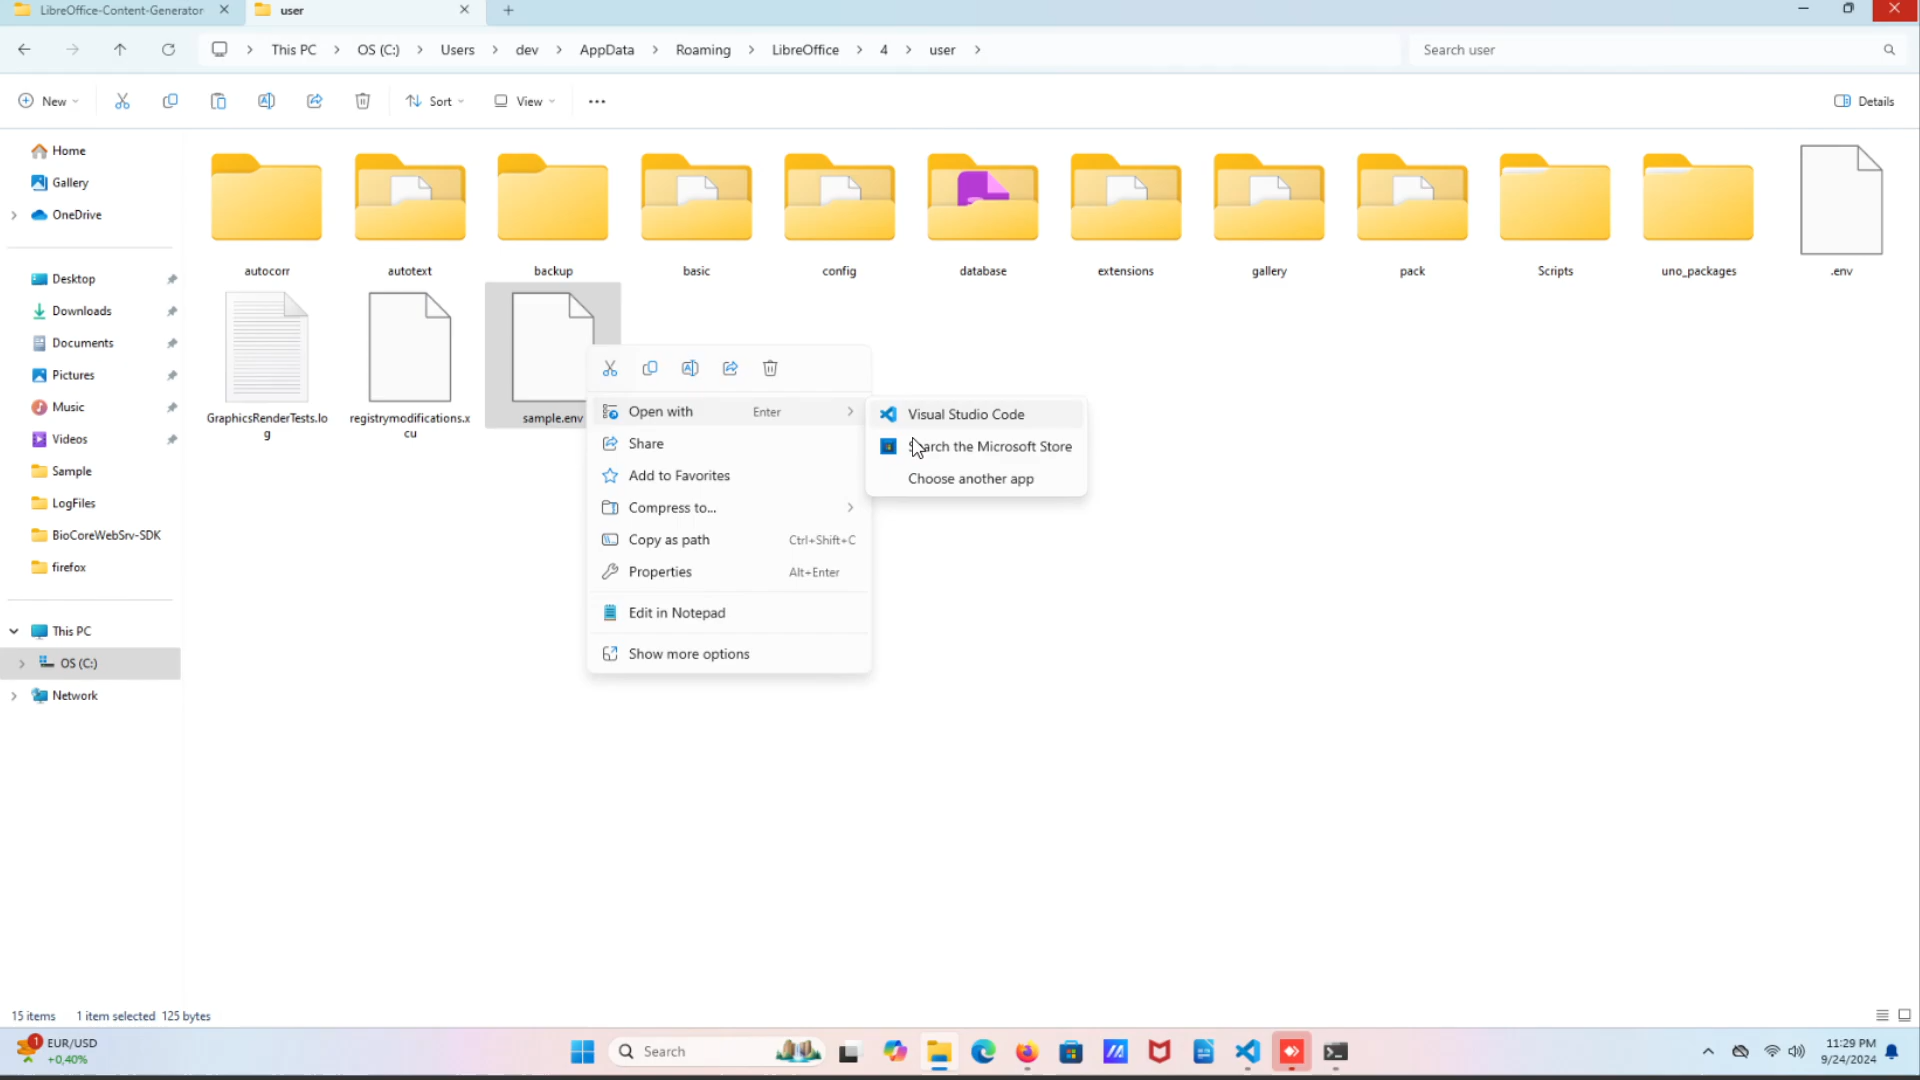 LibreOffice-Content-Generator
user
This PC
OS (C:)
Users
dev
AppData
Roaming
LibreOffice
4
user
Search user
New
Sort
View
Details
Home
Gallery
OneDrive
Desktop
Downloads
Documents
Pictures
Music
Videos
Sample
LogFiles
BioCoreWebSrv-SDK
firefox
This PC
OS (C:)
Network
autocorr
autotext
backup
basic
config
database
extensions
gallery
pack
Scripts
uno_packages
.env
GraphicsRenderTests.lo
g
registrymodifications.x
cu
sample.env
Open with Enter
Share
Add to Favorites
Compress to...
Copy as path Ctrl+Shift+C
Properties Alt+Enter
Edit in Notepad
Show more options
Visual Studio Code
the Microsoft Store
Choose another app
15 items 1 item selected 125 bytes
1
EUR/USD
+0,40%
Search
11:29 PM
9/24/2024